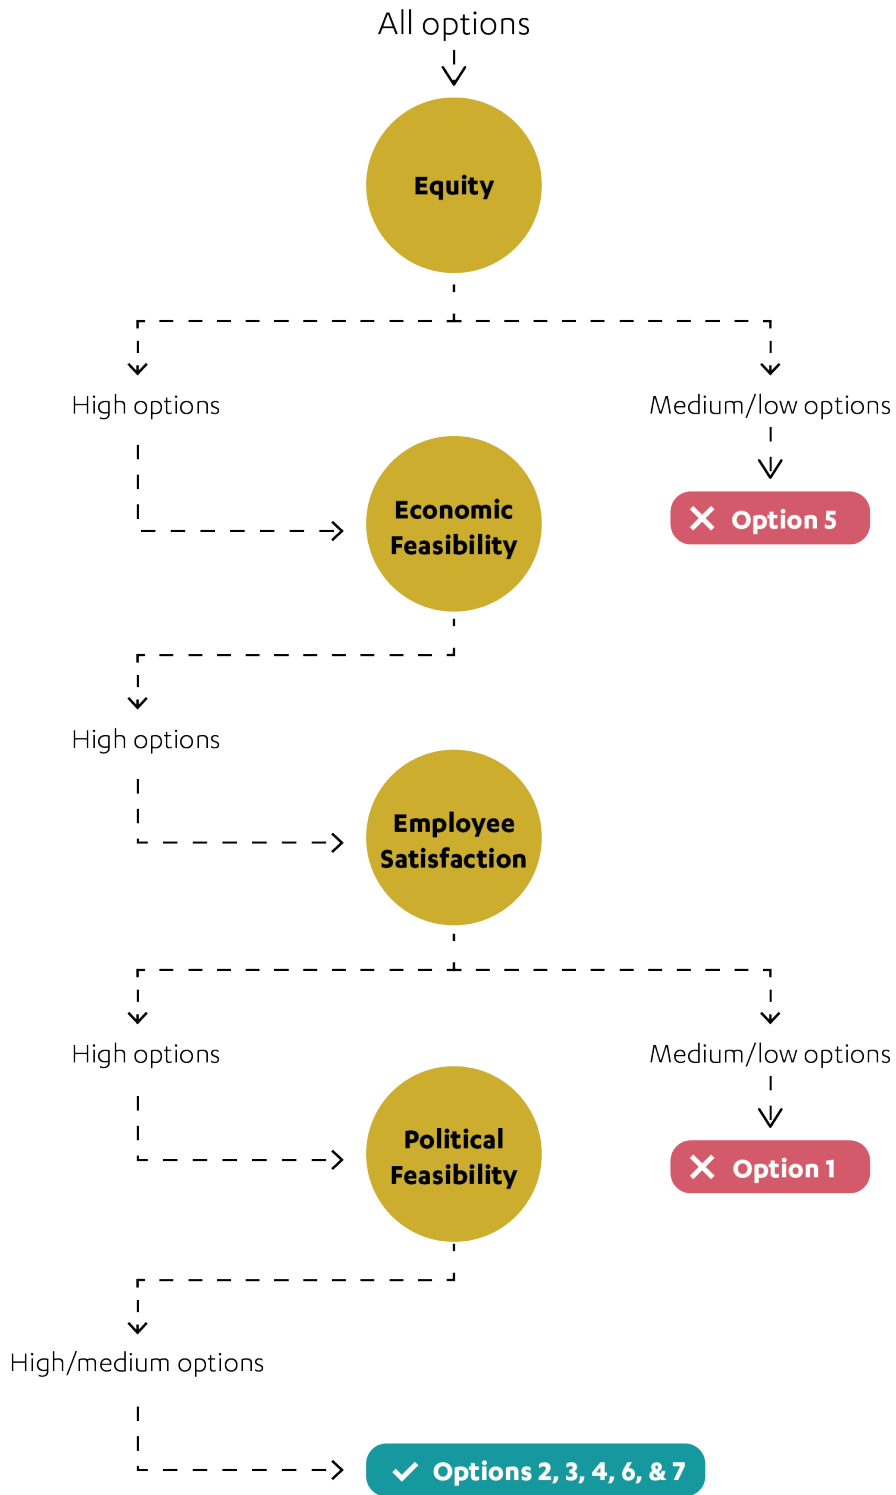 All options
Equity
High options
Medium/low options
Economic
Feasibility
Option 5
High options
Employee
Satisfaction
High options
Medium/low options
Political
Feasibility
Option 1
High/medium options
Options 2, 3, 4, 6, & 7